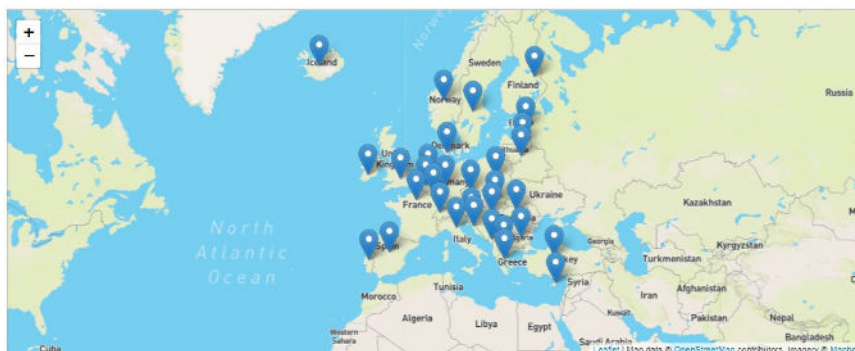 +
−
Iceland
Sweden
Finland
Norway
Russia
United
Kingdom
Denmark
Ukraine
France
Kazakhstan
Italy
Spain
Georgia
Kyrgyzstan
Greece
Turkmenistan
Syria
Afghanistan
Tunisia
Morocco
Iran
Algeria
Libya
Egypt
Kuwait
Pakistan
Nepal
Western
Sahara
Saudi Arabia
Bangladesh
Cuba
North
Atlantic
Ocean
Leaflet | Map data © OpenStreetMap contributors, Imagery © Mapbox